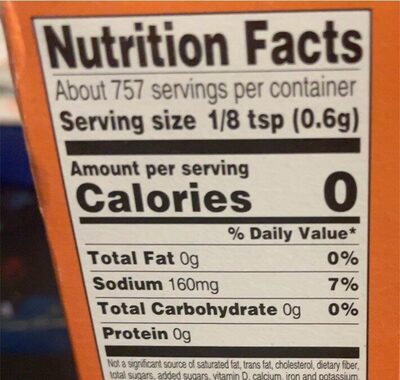 Nutrition Facts
About 757 servings per container
Serving size 1/8 tsp (0.6g)
Amount per serving
Calories 0
% Daily Value*
Total Fat 0g 0%
Sodium 160mg 7%
Total Carbohydrate 0g 0%
Protein 0g
Not a significant source of saturated fat, trans fat, cholesterol, dietary fiber,
total sugars, added sugars, vitamin D, calcium, iron and potassium.